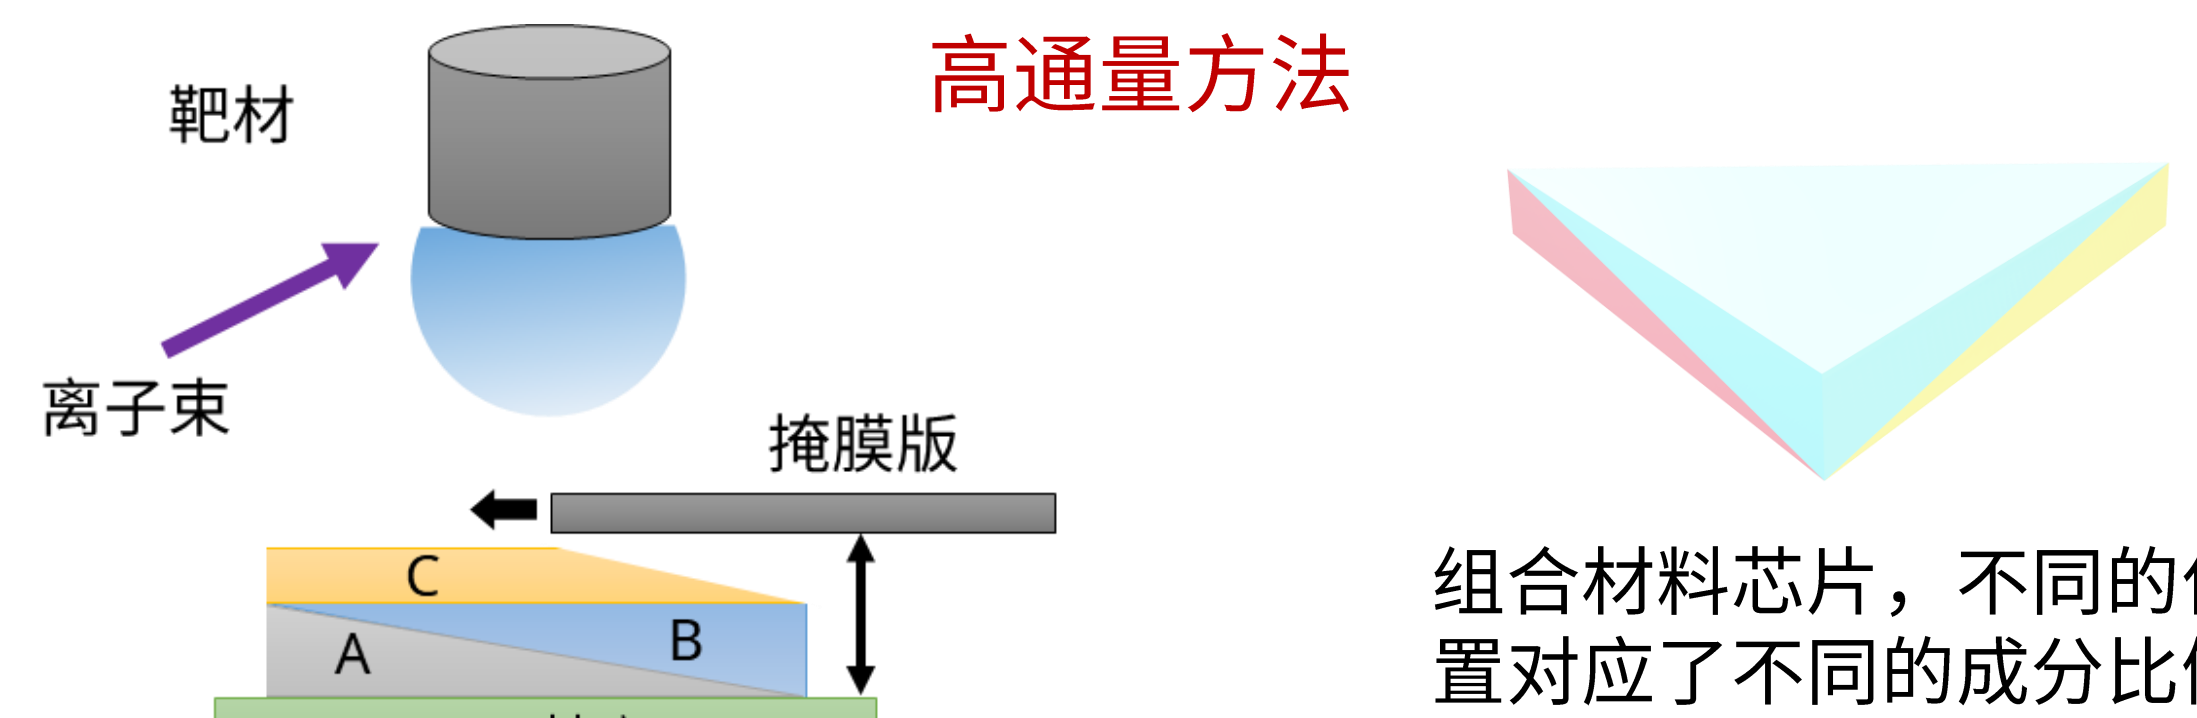 高通量方法
靶材
离子束
掩膜版
C
A
B
组合材料芯片，不同的
置对应了不同的成分比